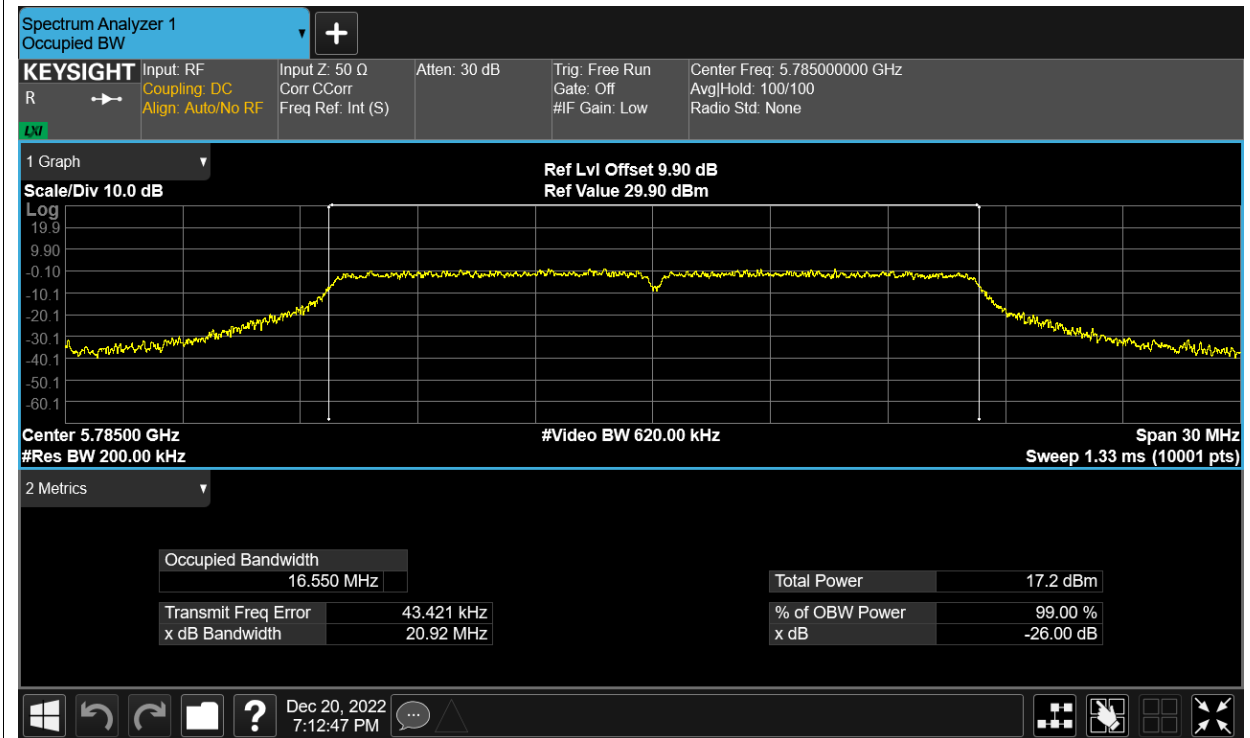 Spectrum Analyzer 1
Occupied BW
KEYSIGHT
R
LXI
Input: RF
Coupling: DC
Align: Auto/No RF
Input Z: 50 Ω
Corr CCorr
Freq Ref: Int (S)
Atten: 30 dB
Trig: Free Run
Gate: Off
#IF Gain: Low
Center Freq: 5.785000000 GHz
Avg|Hold: 100/100
Radio Std: None
1 Graph
Scale/Div 10.0 dB
Ref Lvl Offset 9.90 dB
Ref Value 29.90 dBm
Log
19.9
9.90
-0.10
-10.1
-20.1
-30.1
-40.1
-50.1
-60.1
Center 5.78500 GHz
#Video BW 620.00 kHz
Span 30 MHz
#Res BW 200.00 kHz
Sweep 1.33 ms (10001 pts)
2 Metrics
Occupied Bandwidth
16.550 MHz
Total Power 17.2 dBm
Transmit Freq Error 43.421 kHz
% of OBW Power 99.00 %
x dB Bandwidth 20.92 MHz
x dB -26.00 dB
?
Dec 20, 2022
7:12:47 PM